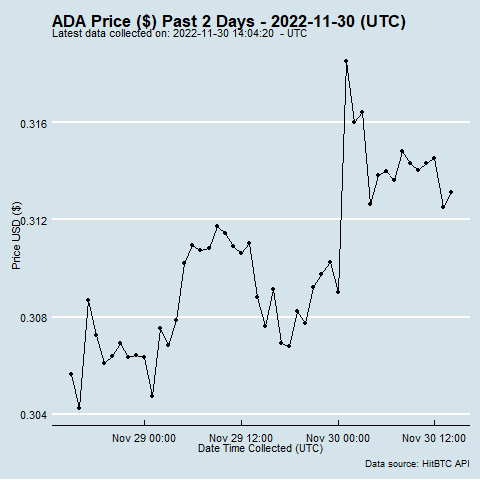 ADA Price ($) Past 2 Days - 2022-11-30 (UTC)
Latest data collected on: 2022-11-30 14:04:20  - UTC
0.316
0.312
0.308
0.304
Price USD ($)
Nov 29 00:00
Nov 29 12:00
Nov 30 00:00
Nov 30 12:00
Date Time Collected (UTC)
Data source: HitBTC API